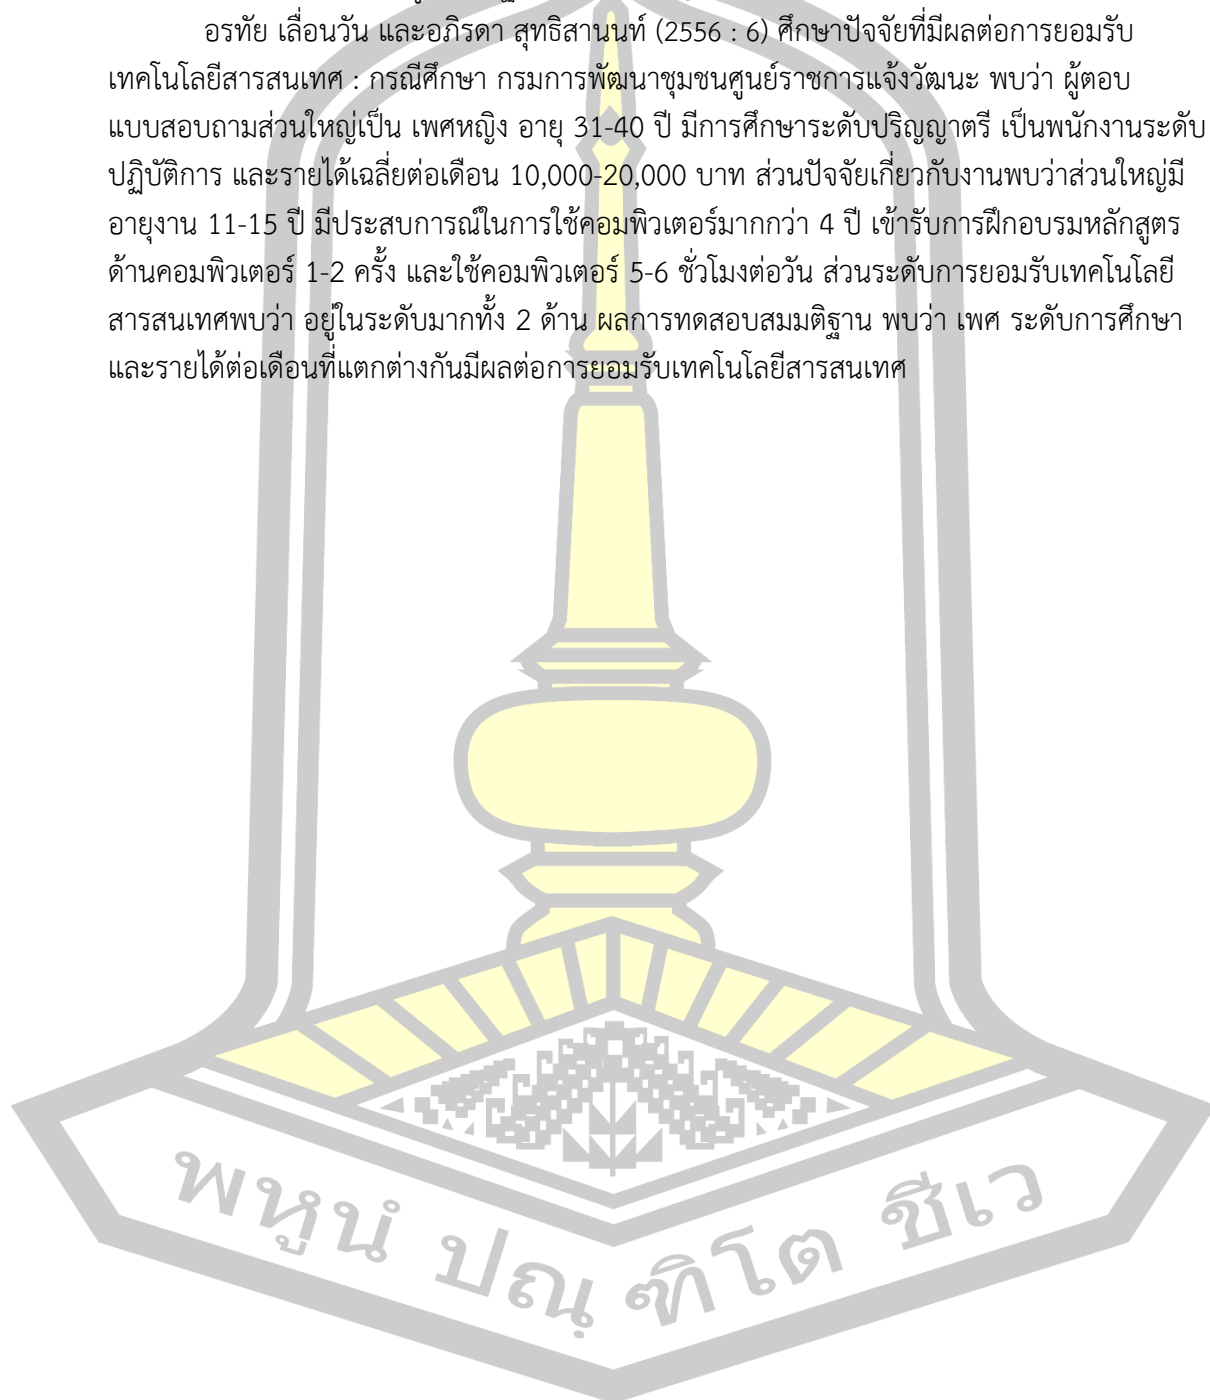 อรทัย เลื่อนวัน และอภิรดา สุทธิสานนท์ (2556 : 6) ศึกษาปัจจัยที่มีผลต่อการยอมรับ
เทคโนโลยีสารสนเทศ : กรณีศึกษา กรมการพัฒนาชุมชนศูนย์ราชการแจ้งวัฒนะ พบว่า ผู้ตอบ
แบบสอบถามส่วนใหญ่เป็น เพศหญิง อายุ 31-40 ปี มีการศึกษาระดับปริญญาตรี เป็นพนักงานระดับ
ปฏิบัติการ และรายได้เฉลี่ยต่อเดือน 10,000-20,000 บาท ส่วนปัจจัยเกี่ยวกับงานพบว่าส่วนใหญ่มี
อายุงาน 11-15 ปี มีประสบการณ์ในการใช้คอมพิวเตอร์มากกว่า 4 ปี เข้ารับการฝึกอบรมหลักสูตร
ด้านคอมพิวเตอร์ 1-2 ครั้ง และใช้คอมพิวเตอร์ 5-6 ชั่วโมงต่อวัน ส่วนระดับการยอมรับเทคโนโลยี
สารสนเทศพบว่า อยู่ในระดับมากทั้ง 2 ด้าน ผลการทดสอบสมมติฐาน พบว่า เพศ ระดับการศึกษา
และรายได้ต่อเดือนที่แตกต่างกันมีผลต่อการยอมรับเทคโนโลยีสารสนเทศ
พหูนํ ปณฺฑิโต ชีเว